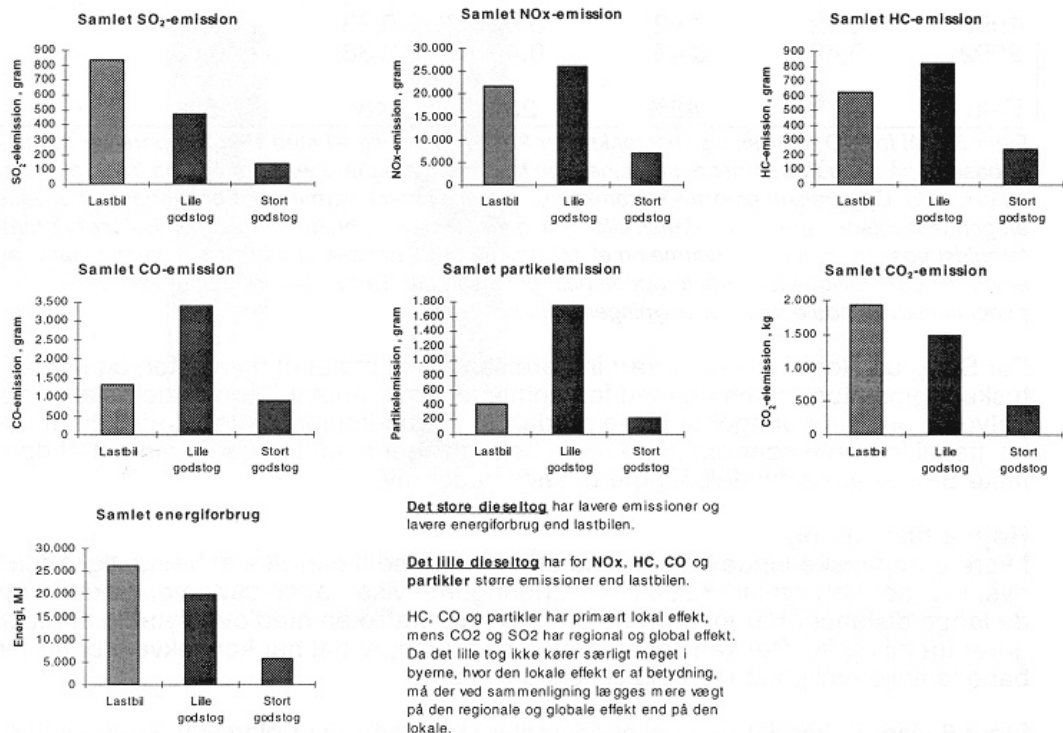 Samlet SO₂-emission
SO₂-elemission , gram
900
800
700
600
500
400
300
200
100
0
Lastbil
Lille
godstog
Stort
godstog
Samlet NOx-emission
NOx-emission , gram
30.000
25.000
20.000
15.000
10.000
5.000
0
Lastbil
Lille
godstog
Stort
godstog
Samlet HC-emission
HC-emission , gram
900
800
700
600
500
400
300
200
100
0
Lastbil
Lille
godstog
Stort
godstog
Samlet CO-emission
CO-emission , gram
3.500
3.000
2.500
2.000
1.500
1.000
500
0
Lastbil
Lille
godstog
Stort
godstog
Samlet partikelemission
Partikelemission , gram
1.800
1.600
1.400
1.200
1.000
800
600
400
200
0
Lastbil
Lille
godstog
Stort
godstog
Samlet CO₂-emission
CO₂-elmission , kg
2.000
1.500
1.000
500
0
Lastbil
Lille
godstog
Stort
godstog
Samlet energiforbrug
Energi, MJ
30.000
25.000
20.000
15.000
10.000
5.000
0
Lastbil
Lille
godstog
Stort
godstog
Det store dieseltog har lavere emissioner og
lavere energiforbrug end lastbilen.
Det lille dieseltog har for NOx, HC, CO og
partikler større emissioner end lastbilen.
HC, CO og partikler har primært lokal effekt,
mens CO2 og SO2 har regional og global effekt.
Da det lille tog ikke kører særligt meget i
byerne, hvor den lokale effekt er af betydning,
må der ved sammenligning lægges mere vægt
på den regionale og globale effekt end på den
lokale.